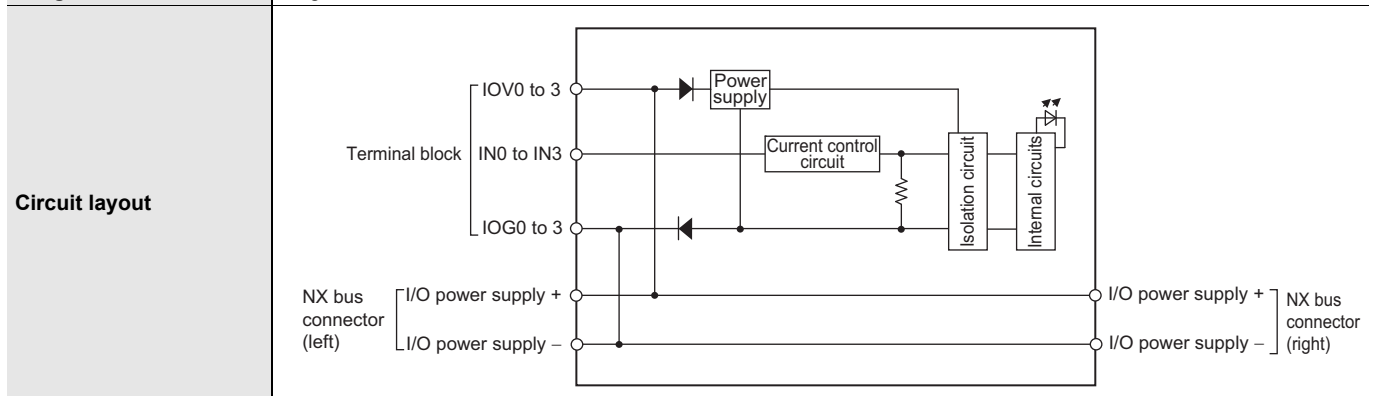 Circuit layout
Terminal block
IOV0 to 3
IN0 to IN3
IOG0 to 3
Power
supply
Current control
circuit
Isolation circuit
Internal circuits
NX bus
connector
(left)
I/O power supply +
I/O power supply –
I/O power supply +
I/O power supply –
NX bus
connector
(right)